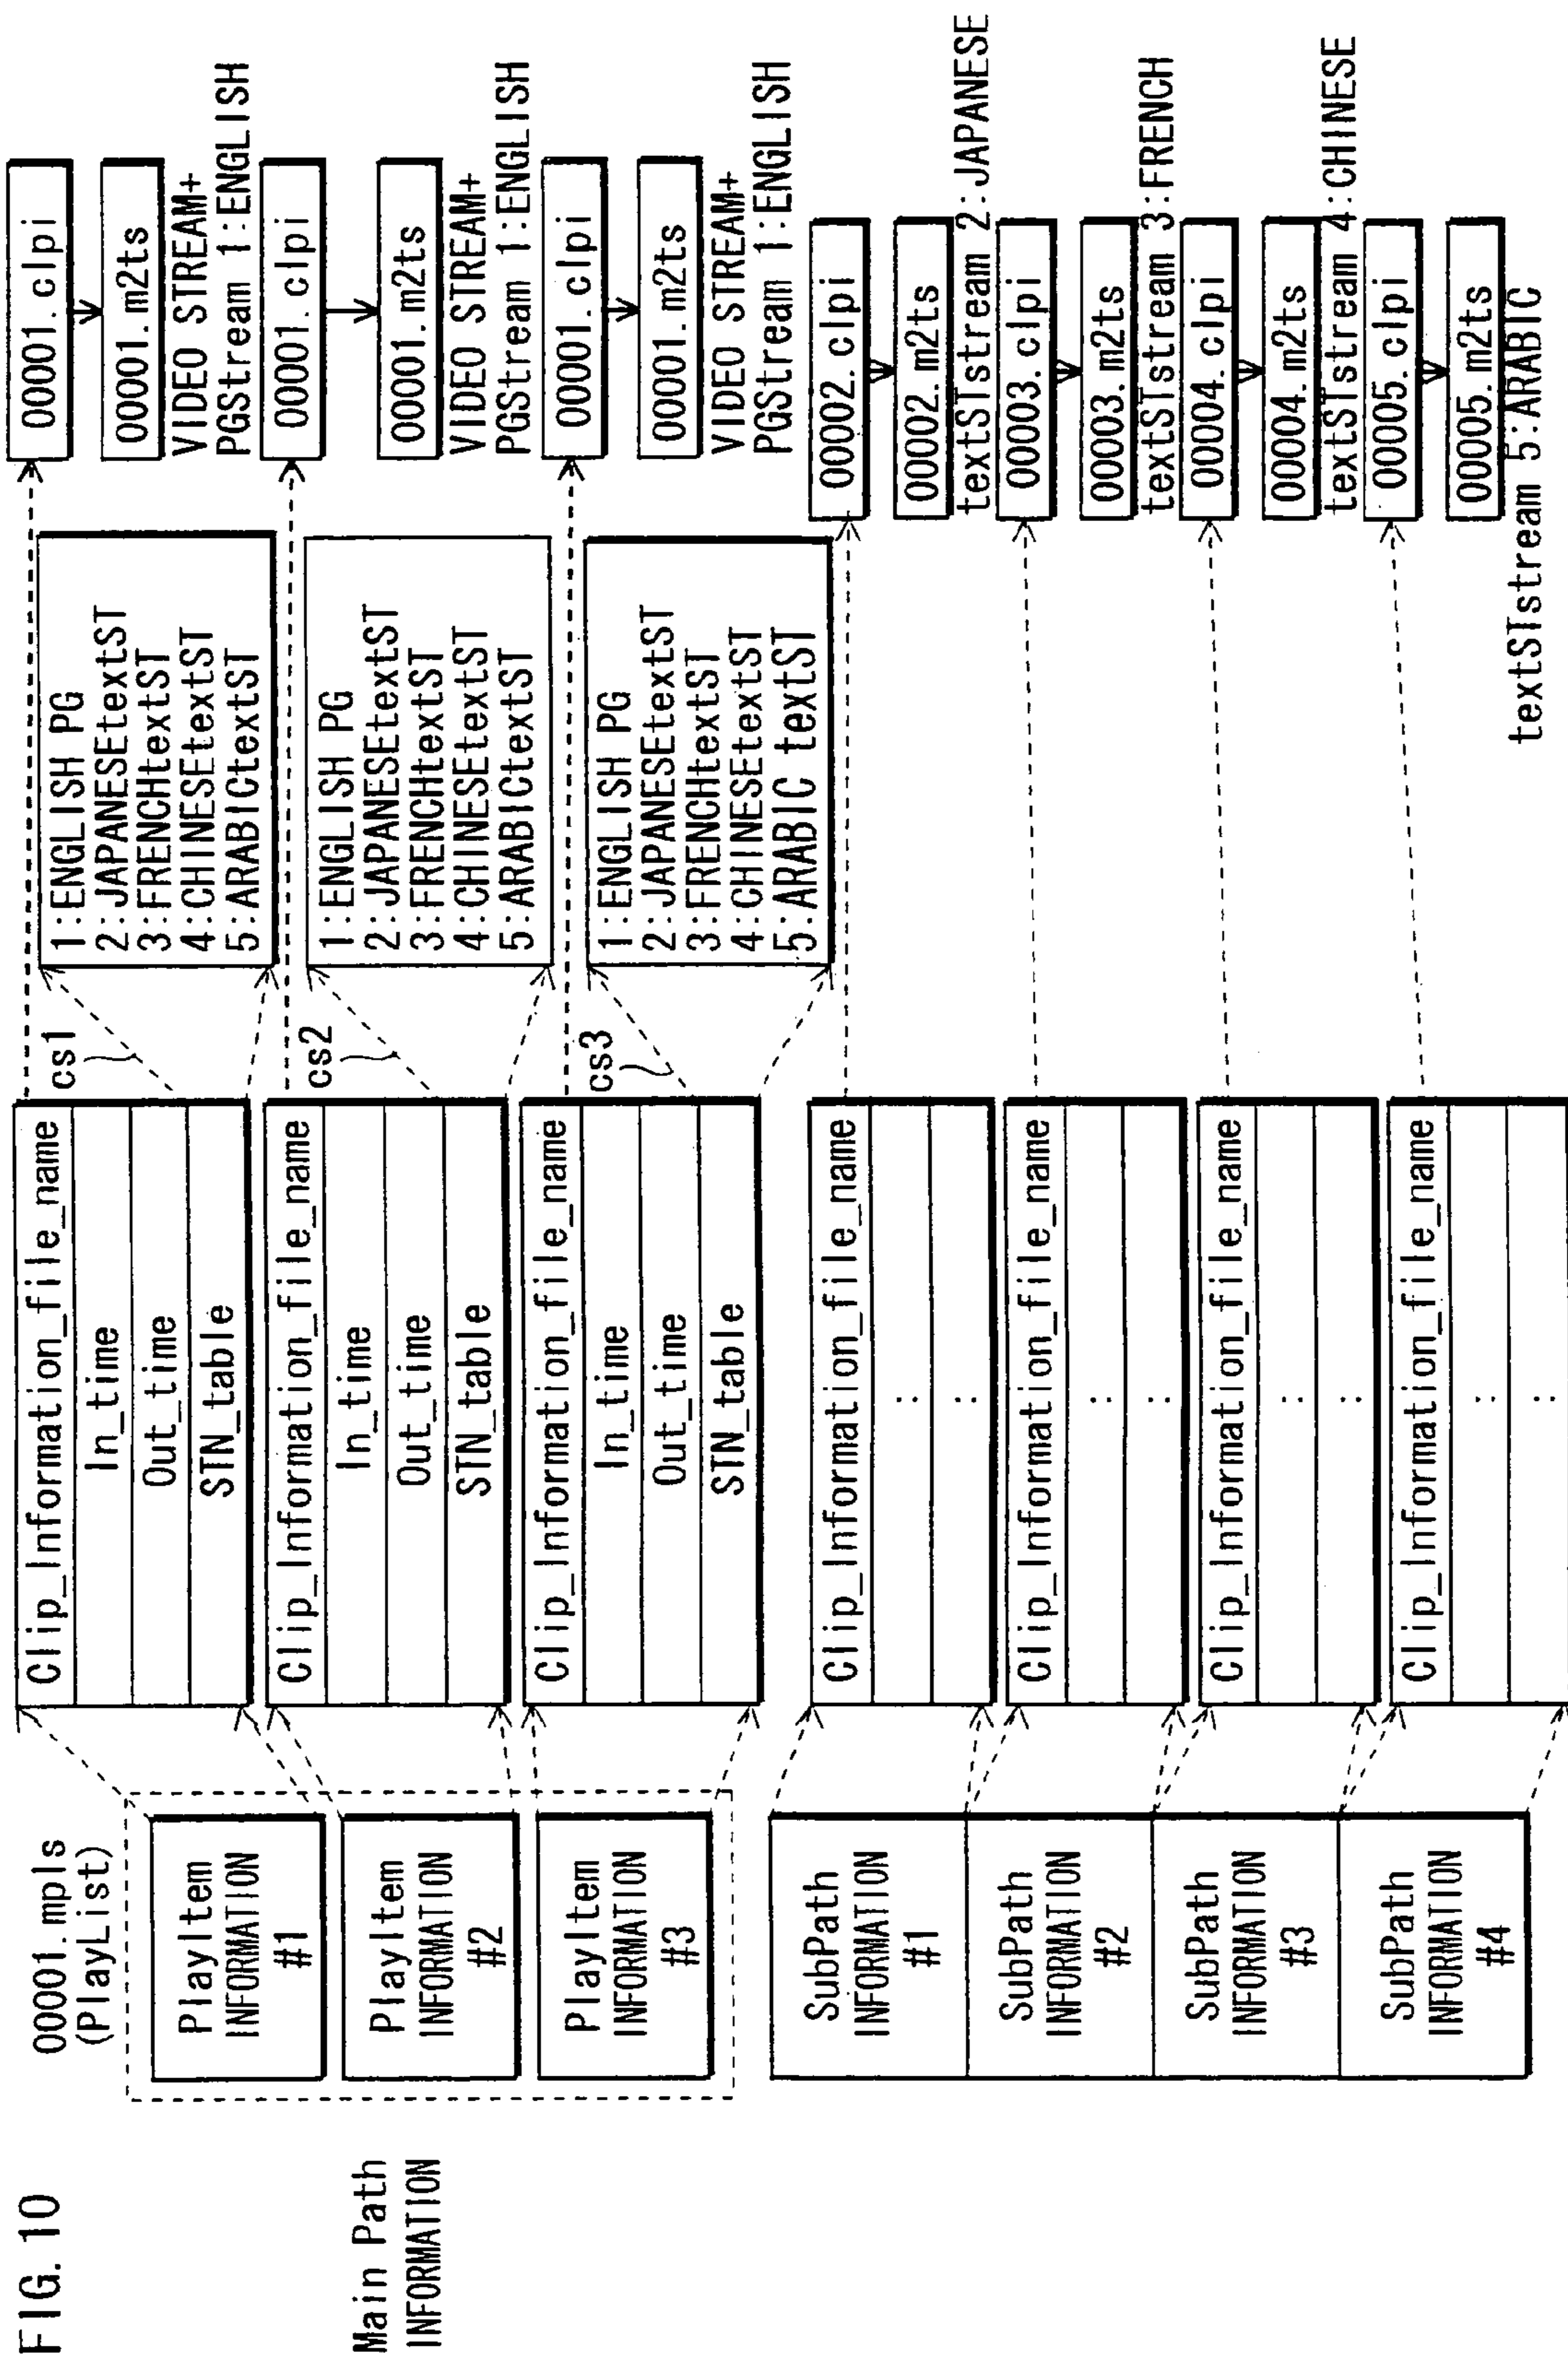 FIG. 10
00001.mpls
(PlayList)
Main Path
INFORMATION
PlayItem
INFORMATION
#1
PlayItem
INFORMATION
#2
PlayItem
INFORMATION
#3
SubPath
INFORMATION
#1
SubPath
INFORMATION
#2
SubPath
INFORMATION
#3
SubPath
INFORMATION
#4
Clip_Information_file_name
In_time
Out_time
STN_table
Clip_Information_file_name
In_time
Out_time
STN_table
Clip_Information_file_name
In_time
Out_time
STN_table
Clip_Information_file_name
:
:
Clip_Information_file_name
:
:
Clip_Information_file_name
:
:
Clip_Information_file_name
:
:
cs1
1:ENGLISH PG
2:JAPANESEtextST
3:FRENCHtextST
4:CHINESEtextST
5:ARABICtextST
cs2
1:ENGLISH PG
2:JAPANESEtextST
3:FRENCHtextST
4:CHINESEtextST
5:ARABICtextST
cs3
1:ENGLISH PG
2:JAPANESEtextST
3:FRENCHtextST
4:CHINESEtextST
5:ARABIC textST
00001.clpi
00001.m2ts
VIDEO STREAM+
PGStream 1:ENGLISH
00001.clpi
00001.m2ts
VIDEO STREAM+
PGStream 1:ENGLISH
00001.clpi
00001.m2ts
VIDEO STREAM+
PGStream 1:ENGLISH
00002.clpi
00002.m2ts
textSTstream 2:JAPANESE
00003.clpi
00003.m2ts
textSTstream 3:FRENCH
00004.clpi
00004.m2ts
textSTstream 4:CHINESE
00005.clpi
00005.m2ts
textSTstream 5:ARABIC